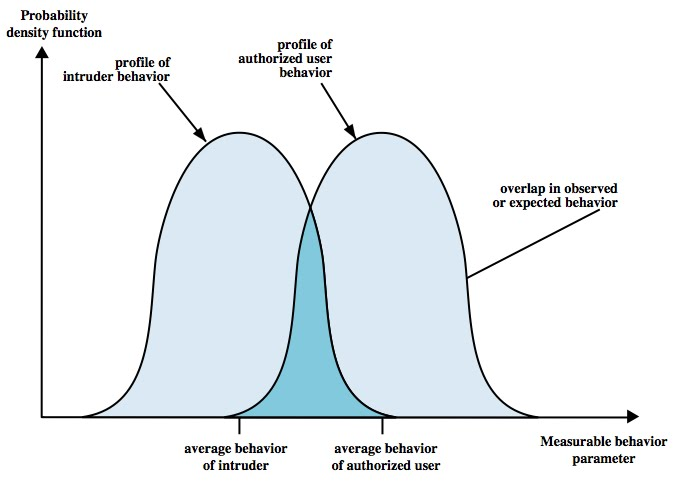 Probability
density function
profile of
intruder behavior
profile of
authorized user
behavior
overlap in observed
or expected behavior
average behavior
of intruder
average behavior
of authorized user
Measurable behavior
parameter